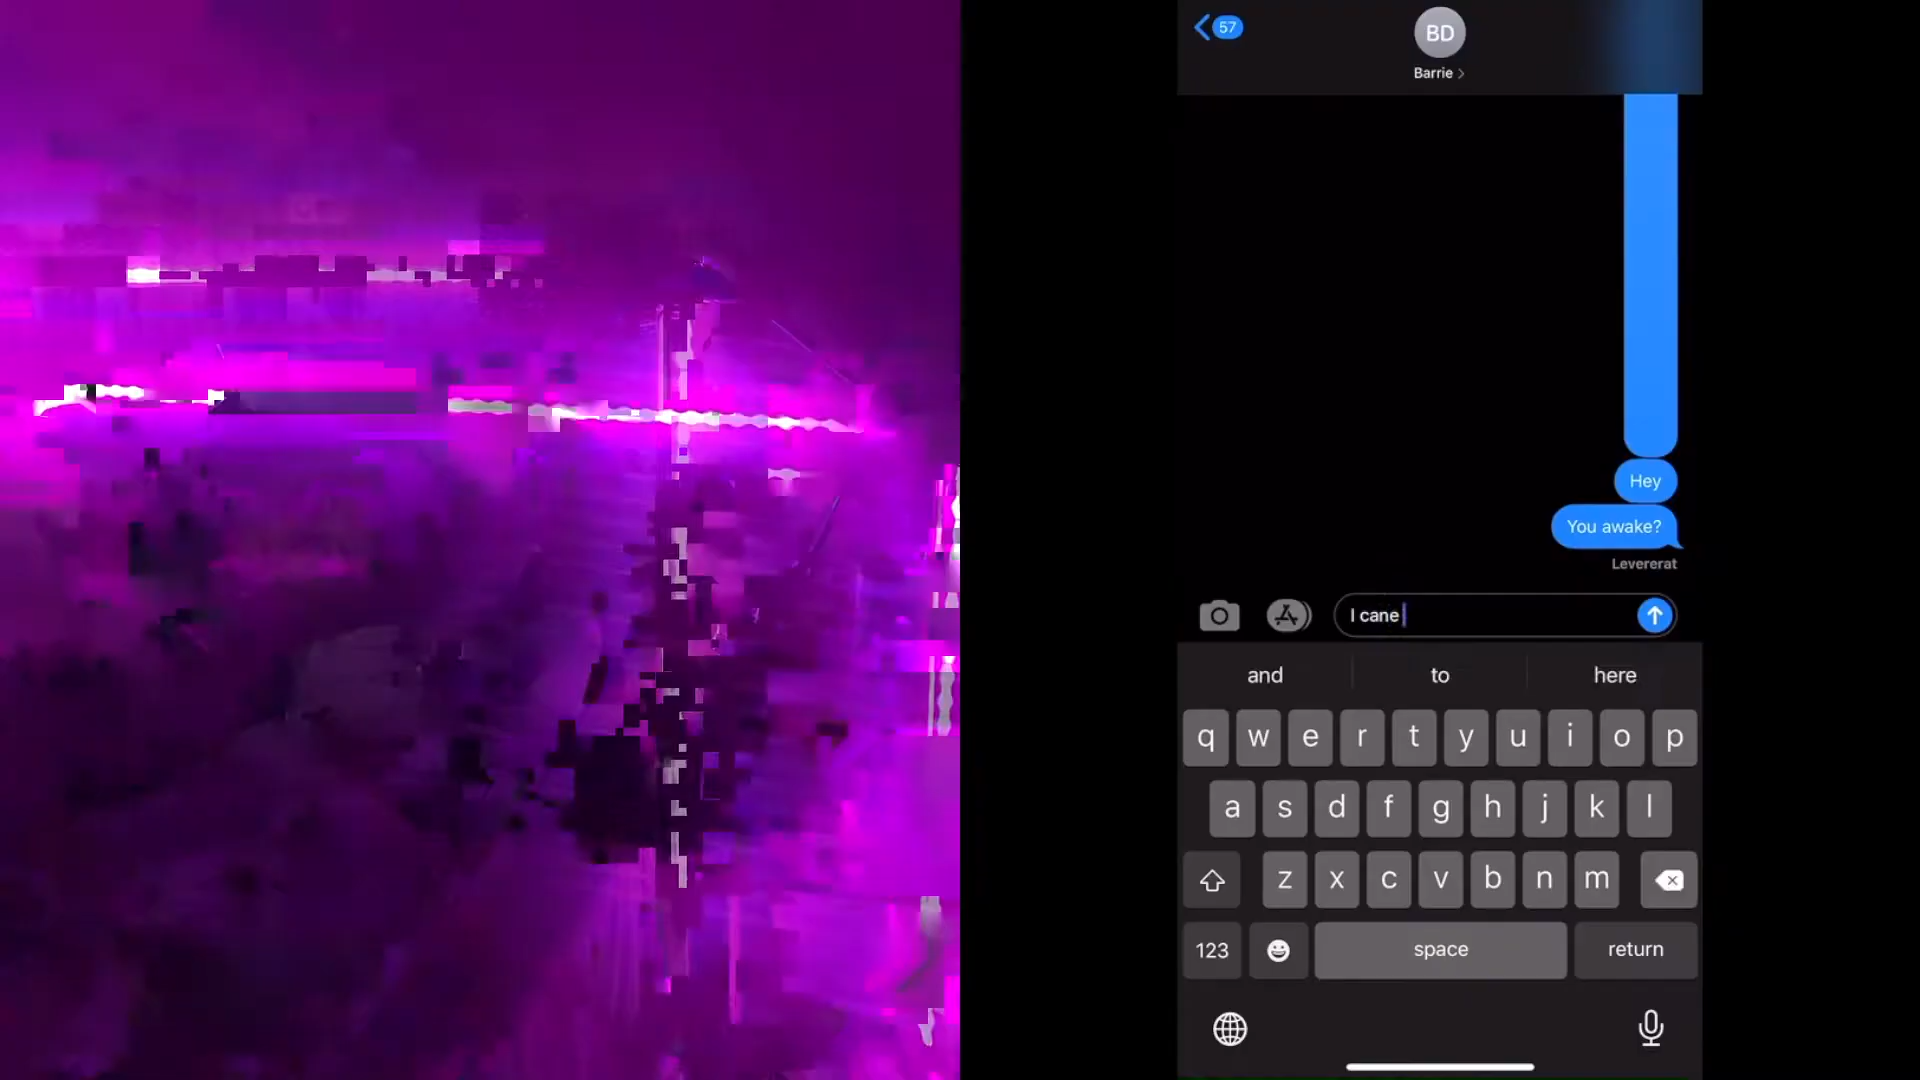 57
BD
Barrie
Hey
You awake?
Levererat
I cane
and to here
q w e r t y u i o p
a s d f g h j k l
z x c v b n m
123 space return